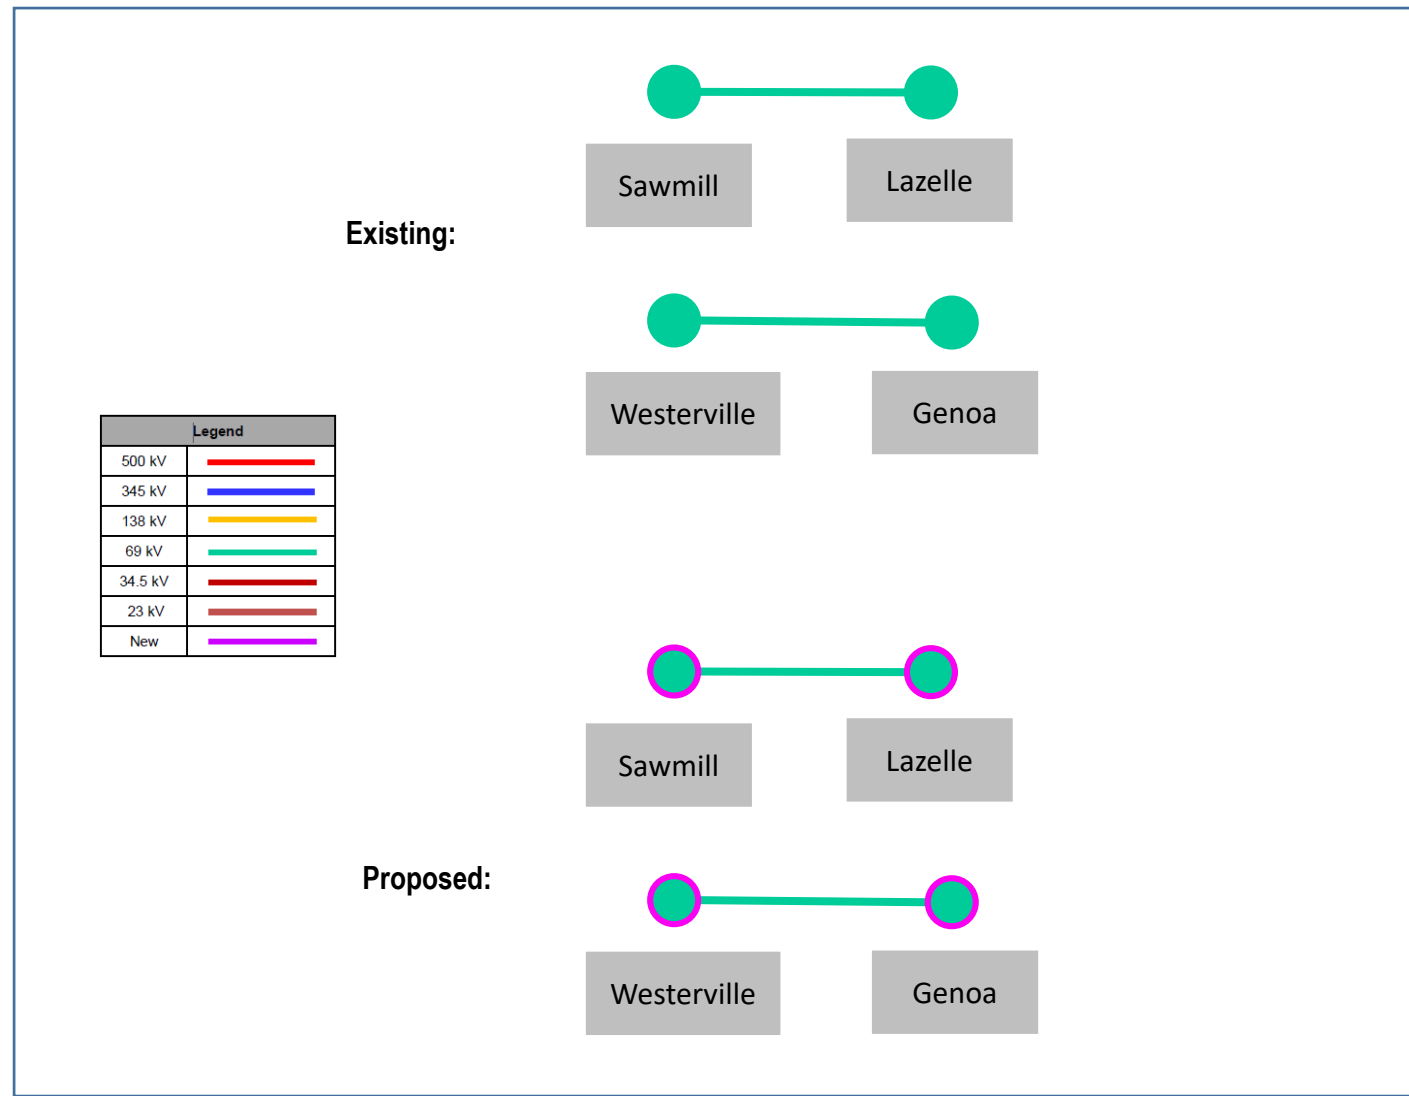 Sawmill
Lazelle
Existing:
Westerville
Genoa
Legend
500 kV
345 kV
138 kV
69 kV
34.5 kV
23 kV
New
Sawmill
Lazelle
Proposed:
Westerville
Genoa